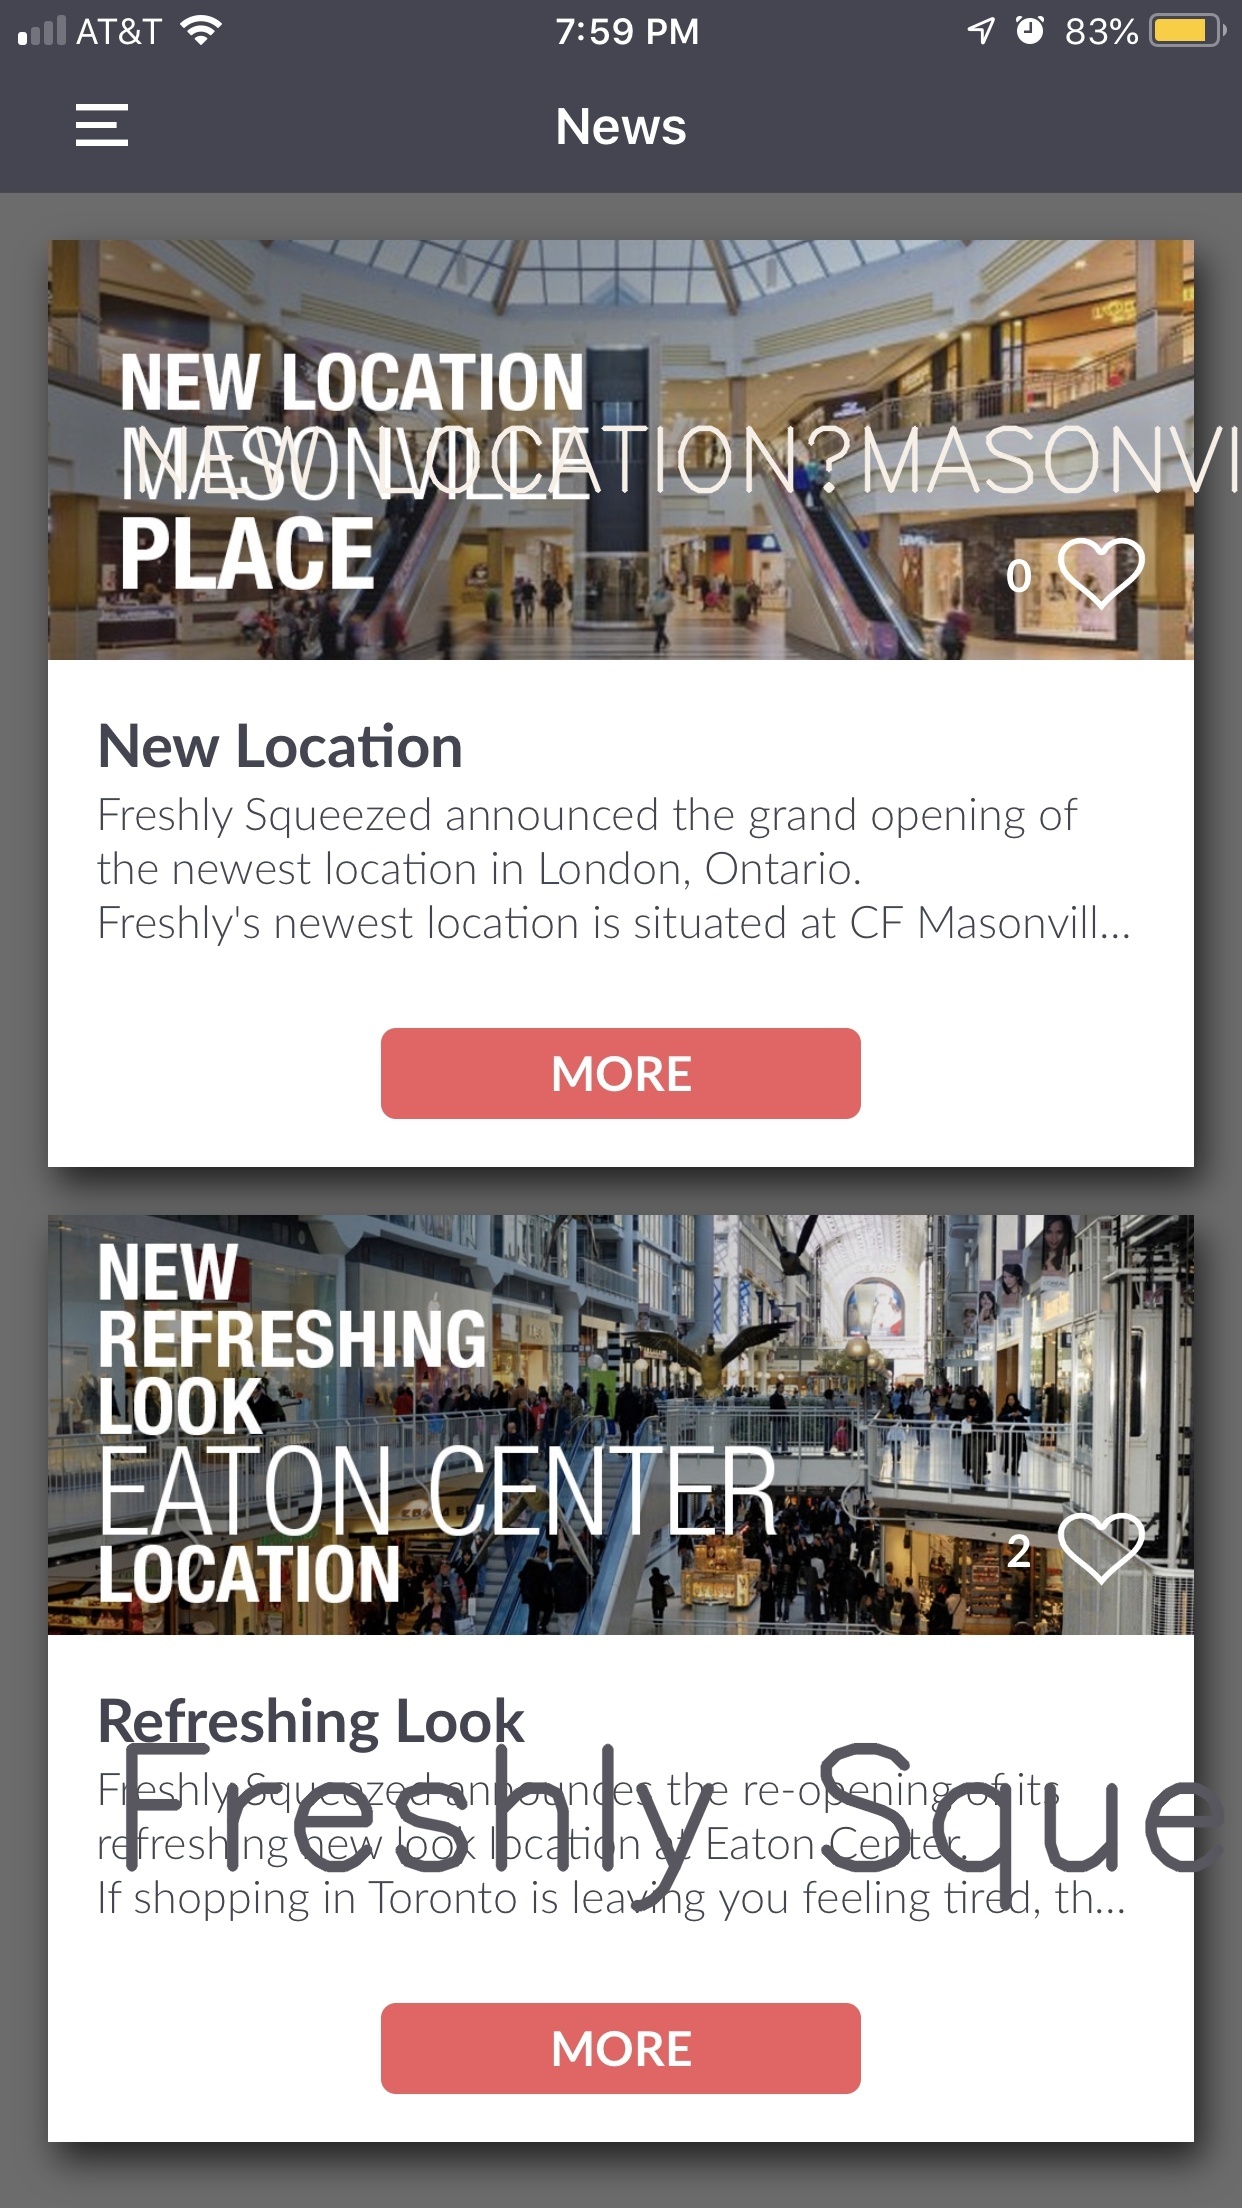 AT&T
7:59 PM
83%
News
NEW LOCATION
MASONVILLE
NEW LOCATION?MASONVI
PLACE
0
New Location
Freshly Squeezed announced the grand opening of
the newest location in London, Ontario.
Freshly's newest location is situated at CF Masonvill...
MORE
NEW
REFRESHING
LOOK
EATON CENTER
LOCATION
2
Refreshing Look
Freshly Squeezed announces the re-opening of its
refreshing new look location at Eaton Center.
If shopping in Toronto is leaving you feeling tired, th...
Freshly Sque
MORE